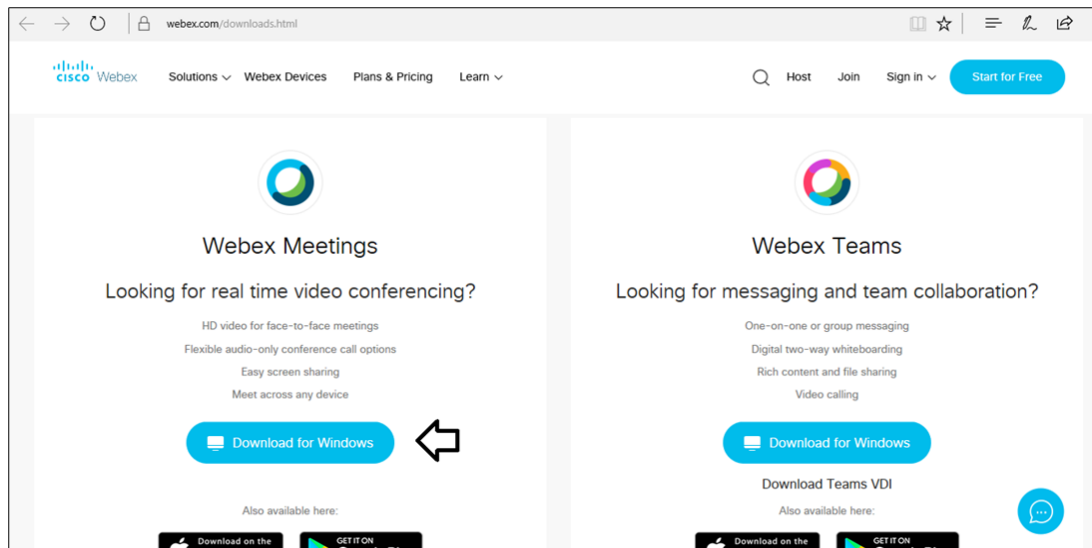 webex.com/downloads.html
cisco Webex Solutions Webex Devices Plans & Pricing Learn Host Join Sign in Start for Free
Webex Meetings
Looking for real time video conferencing?
HD video for face-to-face meetings
Flexible audio-only conference call options
Easy screen sharing
Meet across any device
Download for Windows
Also available here:
Download on the
GET IT ON
Webex Teams
Looking for messaging and team collaboration?
One-on-one or group messaging
Digital two-way whiteboarding
Rich content and file sharing
Video calling
Download for Windows
Download Teams VDI
Also available here:
Download on the
GET IT ON